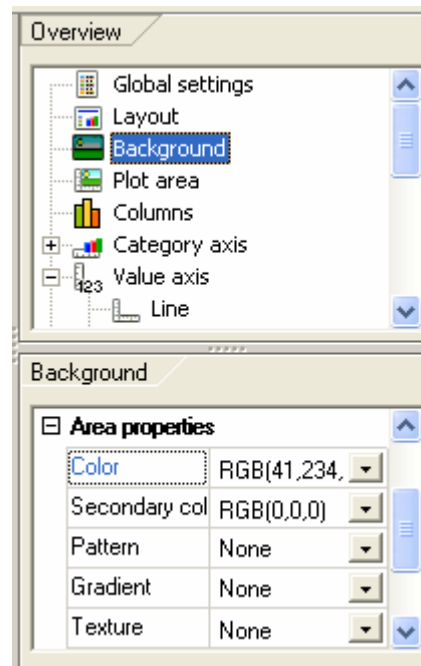 Overview
Global settings
Layout
Background
Plot area
Columns
Category axis
123 Value axis
Line
Background
Area properties
Color RGB(41,234,
Secondary col RGB(0,0,0)
Pattern None
Gradient None
Texture None